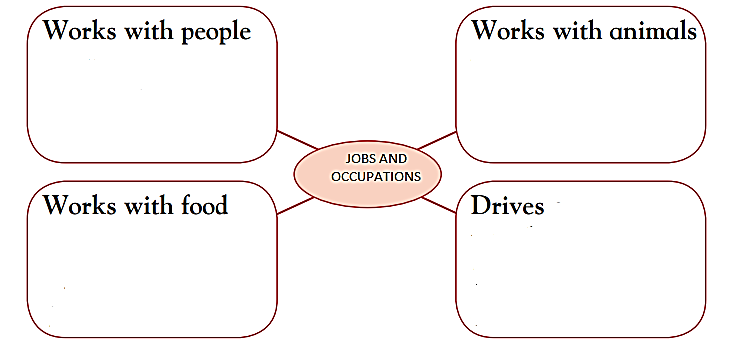 Works with people
Works with animals
JOBS AND
OCCUPATIONS
Works with food
Drives